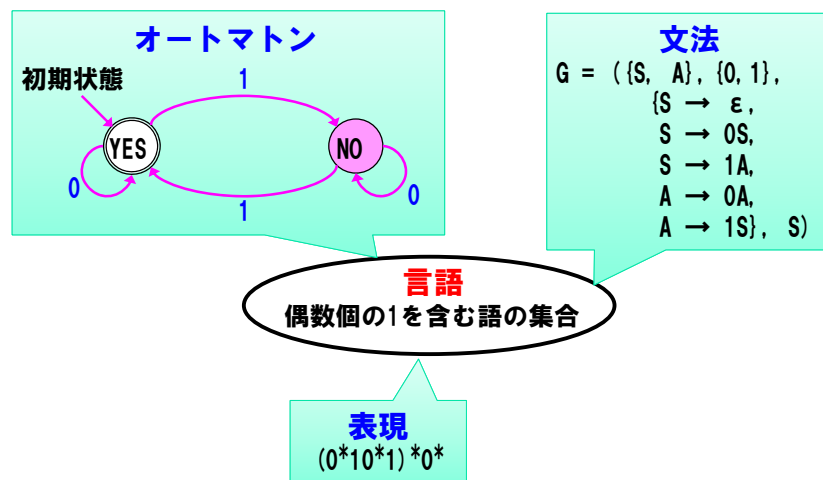 オートマトン
初期状態
1
YES
NO
0
0
1
文法
G = ({S, A}, {0, 1},
{S → ε,
S → 0S,
S → 1A,
A → 0A,
A → 1S}, S)
言語
偶数個の1を含む語の集合
表現
(0*10*1)*0*